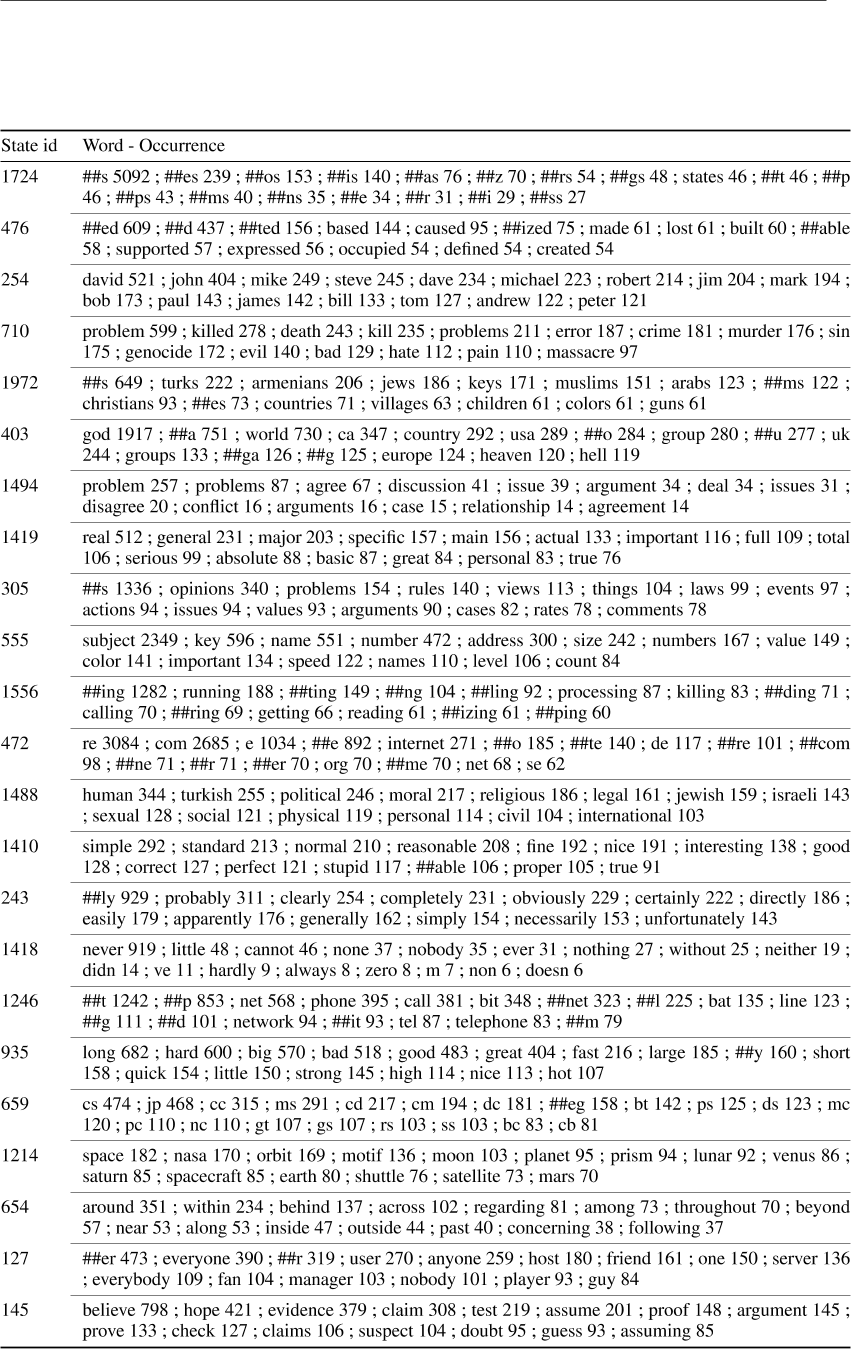 State id Word - Occurrence
1724 ##s 5092 ; ##es 239 ; ##os 153 ; ##is 140 ; ##as 76 ; ##z 70 ; ##rs 54 ; ##gs 48 ; states 46 ; ##t 46 ; ##p
46 ; ##ps 43 ; ##ms 40 ; ##ns 35 ; ##e 34 ; ##r 31 ; ##i 29 ; ##ss 27
476 ##ed 609 ; ##d 437 ; ##ted 156 ; based 144 ; caused 95 ; ##ized 75 ; made 61 ; lost 61 ; built 60 ; ##able
58 ; supported 57 ; expressed 56 ; occupied 54 ; defined 54 ; created 54
254 david 521 ; john 404 ; mike 249 ; steve 245 ; dave 234 ; michael 223 ; robert 214 ; jim 204 ; mark 194 ;
bob 173 ; paul 143 ; james 142 ; bill 133 ; tom 127 ; andrew 122 ; peter 121
710 problem 599 ; killed 278 ; death 243 ; kill 235 ; problems 211 ; error 187 ; crime 181 ; murder 176 ; sin
175 ; genocide 172 ; evil 140 ; bad 129 ; hate 112 ; pain 110 ; massacre 97
1972 ##s 649 ; turks 222 ; armenians 206 ; jews 186 ; keys 171 ; muslims 151 ; arabs 123 ; ##ms 122 ;
christians 93 ; ##es 73 ; countries 71 ; villages 63 ; children 61 ; colors 61 ; guns 61
403 god 1917 ; ##a 751 ; world 730 ; ca 347 ; country 292 ; usa 289 ; ##o 284 ; group 280 ; ##u 277 ; uk
244 ; groups 133 ; ##ga 126 ; ##g 125 ; europe 124 ; heaven 120 ; hell 119
1494 problem 257 ; problems 87 ; agree 67 ; discussion 41 ; issue 39 ; argument 34 ; deal 34 ; issues 31 ;
disagree 20 ; conflict 16 ; arguments 16 ; case 15 ; relationship 14 ; agreement 14
1419 real 512 ; general 231 ; major 203 ; specific 157 ; main 156 ; actual 133 ; important 116 ; full 109 ; total
106 ; serious 99 ; absolute 88 ; basic 87 ; great 84 ; personal 83 ; true 76
305 ##s 1336 ; opinions 340 ; problems 154 ; rules 140 ; views 113 ; things 104 ; laws 99 ; events 97 ;
actions 94 ; issues 94 ; values 93 ; arguments 90 ; cases 82 ; rates 78 ; comments 78
555 subject 2349 ; key 596 ; name 551 ; number 472 ; address 300 ; size 242 ; numbers 167 ; value 149 ;
color 141 ; important 134 ; speed 122 ; names 110 ; level 106 ; count 84
1556 ##ing 1282 ; running 188 ; ##ting 149 ; ##ng 104 ; ##ling 92 ; processing 87 ; killing 83 ; ##ding 71 ;
calling 70 ; ##ring 69 ; getting 66 ; reading 61 ; ##izing 61 ; ##ping 60
472 re 3084 ; com 2685 ; e 1034 ; ##e 892 ; internet 271 ; ##o 185 ; ##te 140 ; de 117 ; ##re 101 ; ##com
98 ; ##ne 71 ; ##r 71 ; ##er 70 ; org 70 ; ##me 70 ; net 68 ; se 62
1488 human 344 ; turkish 255 ; political 246 ; moral 217 ; religious 186 ; legal 161 ; jewish 159 ; israeli 143
; sexual 128 ; social 121 ; physical 119 ; personal 114 ; civil 104 ; international 103
1410 simple 292 ; standard 213 ; normal 210 ; reasonable 208 ; fine 192 ; nice 191 ; interesting 138 ; good
128 ; correct 127 ; perfect 121 ; stupid 117 ; ##able 106 ; proper 105 ; true 91
243 ##ly 929 ; probably 311 ; clearly 254 ; completely 231 ; obviously 229 ; certainly 222 ; directly 186 ;
easily 179 ; apparently 176 ; generally 162 ; simply 154 ; necessarily 153 ; unfortunately 143
1418 never 919 ; little 48 ; cannot 46 ; none 37 ; nobody 35 ; ever 31 ; nothing 27 ; without 25 ; neither 19 ;
didn 14 ; ve 11 ; hardly 9 ; always 8 ; zero 8 ; m 7 ; non 6 ; doesn 6
1246 ##t 1242 ; ##p 853 ; net 568 ; phone 395 ; call 381 ; bit 348 ; ##net 323 ; ##l 225 ; bat 135 ; line 123 ;
##g 111 ; ##d 101 ; network 94 ; ##it 93 ; tel 87 ; telephone 83 ; ##m 79
935 long 682 ; hard 600 ; big 570 ; bad 518 ; good 483 ; great 404 ; fast 216 ; large 185 ; ##y 160 ; short
158 ; quick 154 ; little 150 ; strong 145 ; high 114 ; nice 113 ; hot 107
659 cs 474 ; jp 468 ; cc 315 ; ms 291 ; cd 217 ; cm 194 ; dc 181 ; ##eg 158 ; bt 142 ; ps 125 ; ds 123 ; mc
120 ; pc 110 ; nc 110 ; gt 107 ; gs 107 ; rs 103 ; ss 103 ; bc 83 ; cb 81
1214 space 182 ; nasa 170 ; orbit 169 ; motif 136 ; moon 103 ; planet 95 ; prism 94 ; lunar 92 ; venus 86 ;
saturn 85 ; spacecraft 85 ; earth 80 ; shuttle 76 ; satellite 73 ; mars 70
654 around 351 ; within 234 ; behind 137 ; across 102 ; regarding 81 ; among 73 ; throughout 70 ; beyond
57 ; near 53 ; along 53 ; inside 47 ; outside 44 ; past 40 ; concerning 38 ; following 37
127 ##er 473 ; everyone 390 ; ##r 319 ; user 270 ; anyone 259 ; host 180 ; friend 161 ; one 150 ; server 136
; everybody 109 ; fan 104 ; manager 103 ; nobody 101 ; player 93 ; guy 84
145 believe 798 ; hope 421 ; evidence 379 ; claim 308 ; test 219 ; assume 201 ; proof 148 ; argument 145 ;
prove 133 ; check 127 ; claims 106 ; suspect 104 ; doubt 95 ; guess 93 ; assuming 85